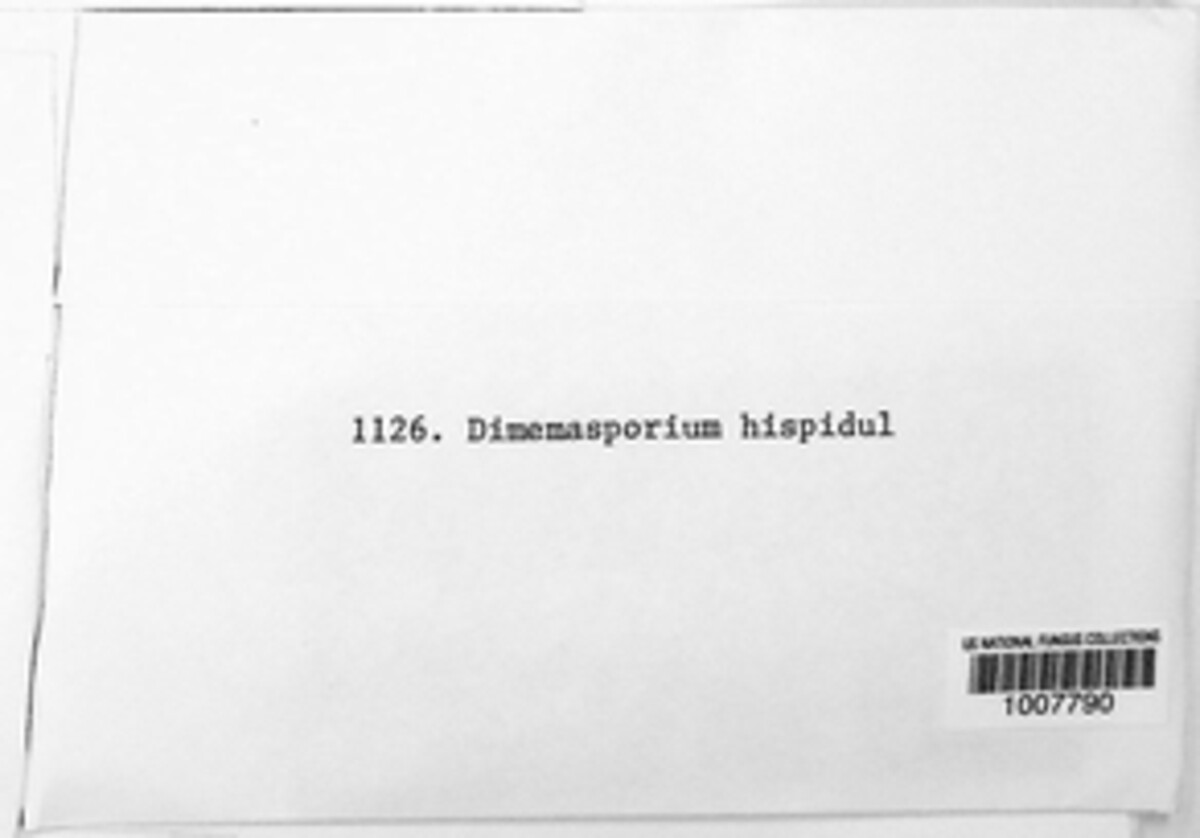 1126. Dimemasporium hispidul
US NATIONAL FUNGUS COLLECTIONS
1007790